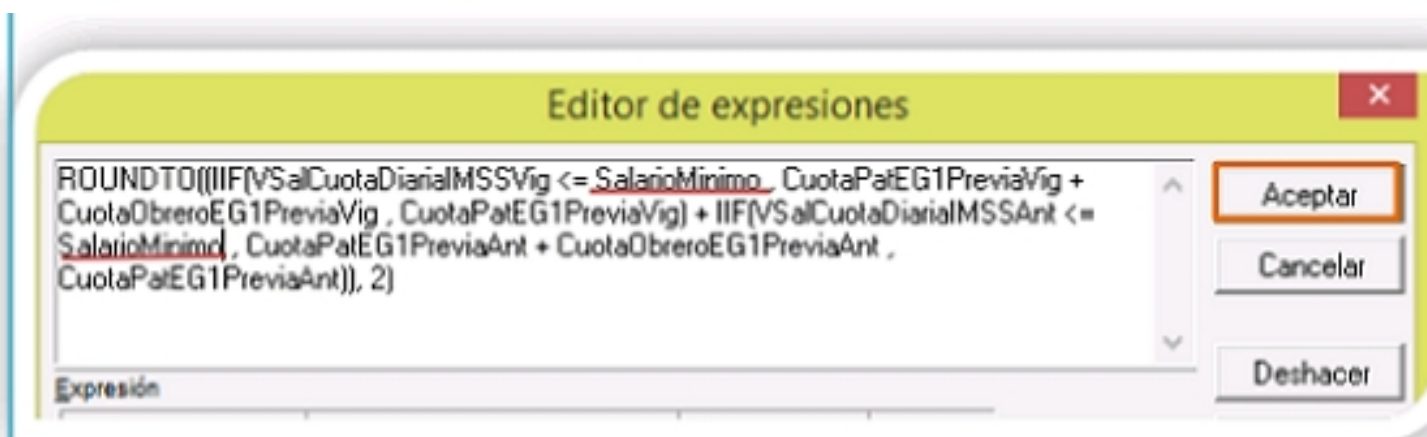 Editor de expresiones
ROUNDTO((IIF(VSalCuotaDiariaIMSSVig <= SalarioMinimo , CuotaPatEG1PreviaVig +
CuotaObreroEG1PreviaVig , CuotaPatEG1PreviaVig) + IIF(VSalCuotaDiariaIMSSAnt <=
SalarioMinimo , CuotaPatEG1PreviaAnt + CuotaObreroEG1PreviaAnt ,
CuotaPatEG1PreviaAnt)), 2)
Aceptar
Cancelar
Deshacer
Expresión